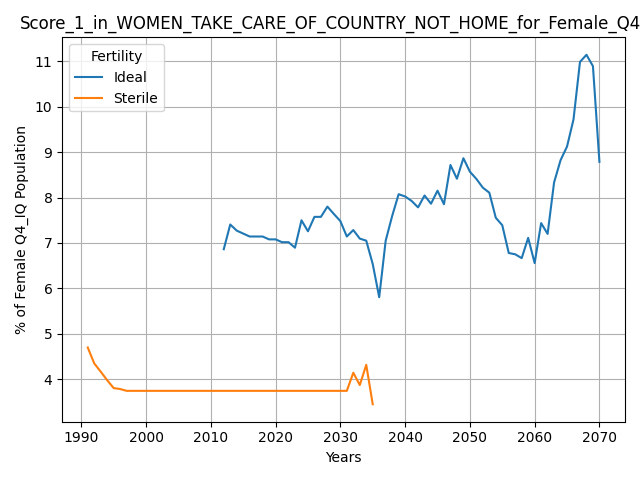 Score_1_in_WOMEN_TAKE_CARE_OF_COUNTRY_NOT_HOME_for_Female_Q4
Fertility
Ideal
Sterile
% of Female Q4_IQ Population
11
10
9
8
7
6
5
4
1990 2000 2010 2020 2030 2040 2050 2060 2070
Years